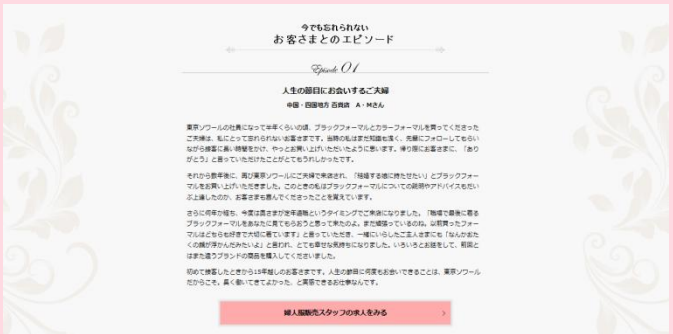 今でも忘れられない
お客さまとのエピソード
Episode 01
人生の節目にお会いするご夫婦
中国・四国地方 百貨店 A・Mさん
東京ソワールの社員になって半年くらいの頃、ブラックフォーマルとカラーフォーマルを買ってくださった
ご夫婦は、私にとって忘れられないお客さまです。当時の私はまだ知識も浅く、先輩にフォローしてもらい
ながら接客に長い時間をかけ、やっとお買い上げいただいたように思います。帰り際にお客さまに、「あり
がとう」と言っていただけたことがとてもうれしかったです。
それから数年後に、再び東京ソワールにご夫婦で来店され、「結婚する娘に持たせたい」とブラックフォー
マルをお買い上げいただきました。このときの私はブラックフォーマルについての説明やアドバイスもだい
ぶ上達したのか、お客さまも喜んでくださったことを覚えています。
さらに何年か経ち、今度は奥さまが定年退職というタイミングでご来店になりました。「職場で最後に着る
ブラックフォーマルをあなたに見てもらおうと思って来たのよ。まだ頑張っているのね。以前買ったフォー
マルはどちらも好きで大切に着ています」と言っていただき、一緒にいらしたご主人さまにも「なんかおた
くの顔が浮かんだみたいよ」と言われ、とても幸せな気持ちになりました。いろいろとお話をして、前回と
はまた違うブランドの商品を購入してくださいました。
初めて接客したときから15年越しのお客さまです。人生の節目に何度もお会いできることは、東京ソワール
だからこそ。長く働いてきてよかった、と実感できるお仕事なんです。
婦人服販売スタッフの求人をみる